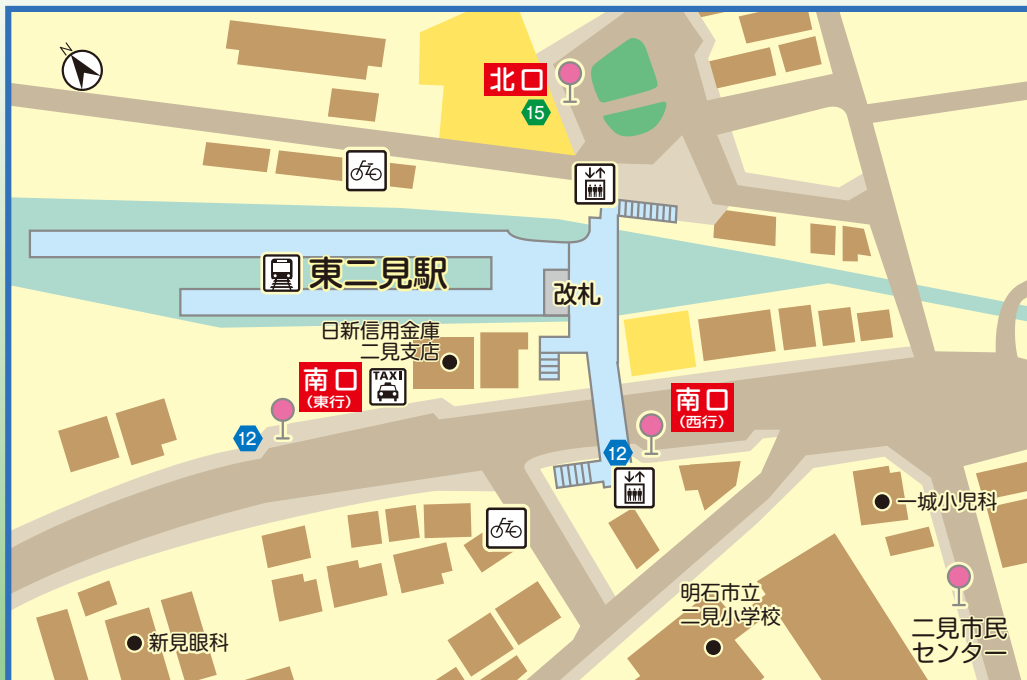 N
北口
15
東二見駅
改札
日新信用金庫
二見支店
南口
(東行)
TAXI
南口
(西行)
12
12
一城小児科
明石市立
二見小学校
二見市民
センター
新見眼科